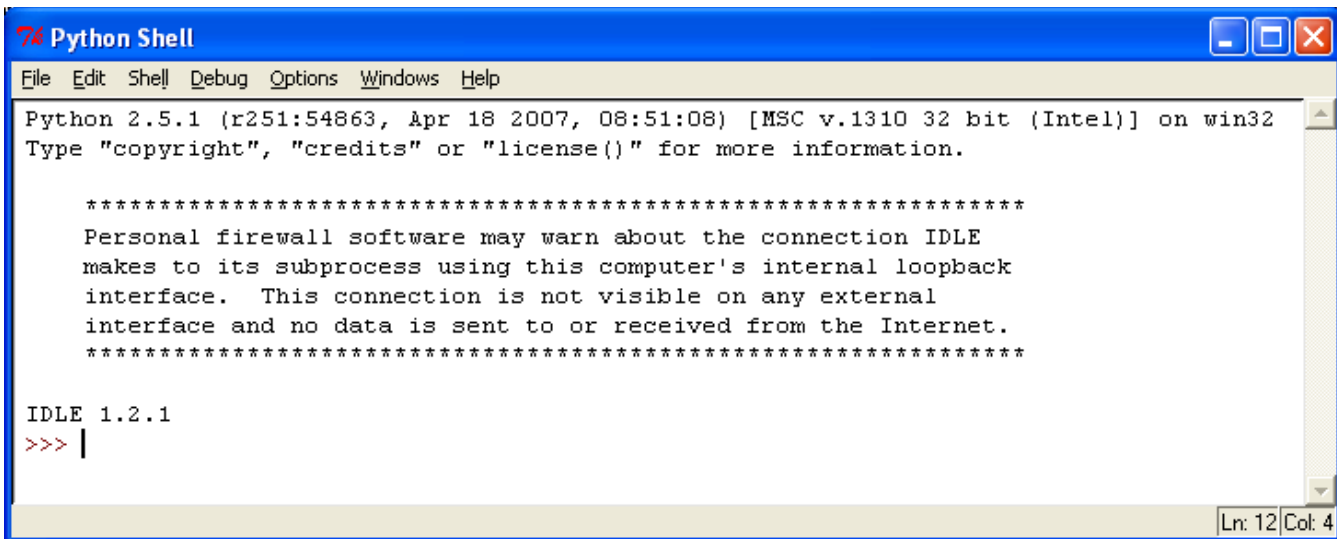 Python Shell
File Edit Shell Debug Options Windows Help
Python 2.5.1 (r251:54863, Apr 18 2007, 08:51:08) [MSC v.1310 32 bit (Intel)] on win32
Type "copyright", "credits" or "license()" for more information.
****************************************************************
Personal firewall software may warn about the connection IDLE
makes to its subprocess using this computer's internal loopback
interface.  This connection is not visible on any external
interface and no data is sent to or received from the Internet.
****************************************************************
IDLE 1.2.1
>>>
Ln: 12 Col: 4